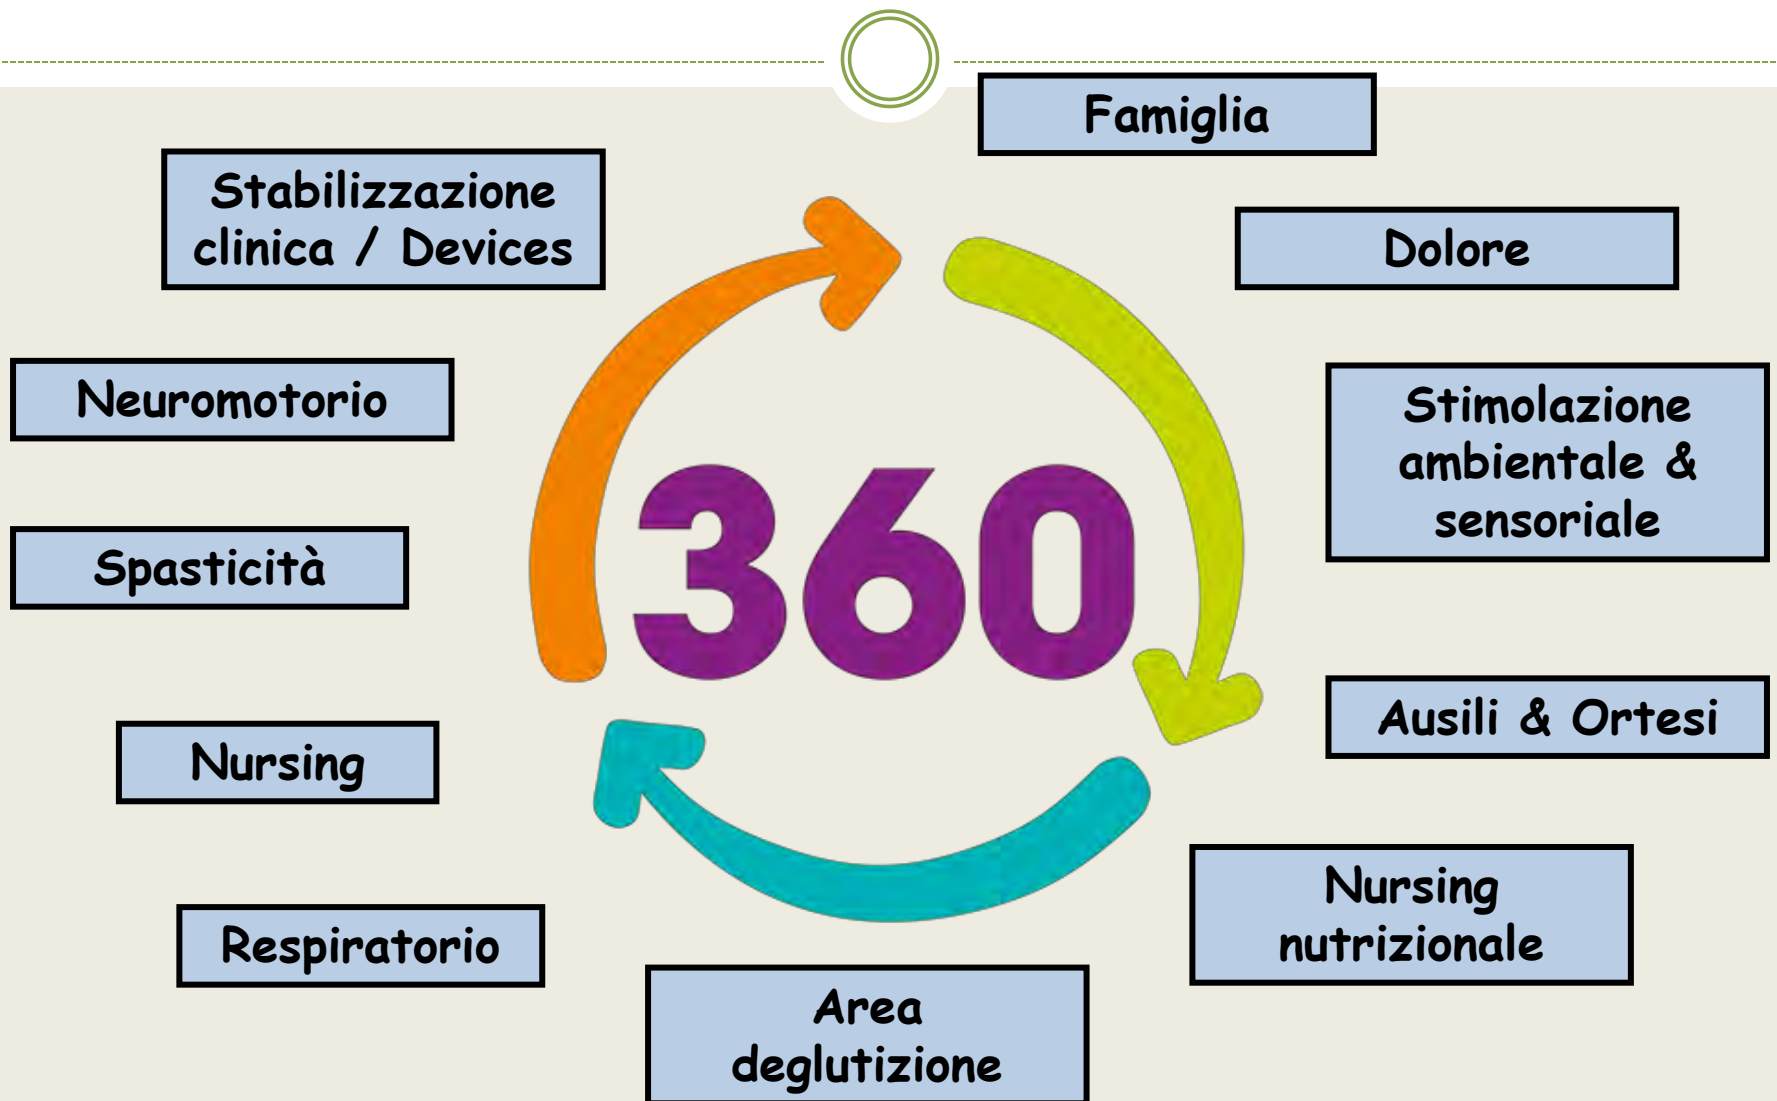 Famiglia
Stabilizzazione
clinica / Devices
Dolore
Neuromotorio
Stimolazione
ambientale &
sensoriale
360
Spasticità
Ausili & Ortesi
Nursing
Nursing
nutrizionale
Respiratorio
Area
deglutizione